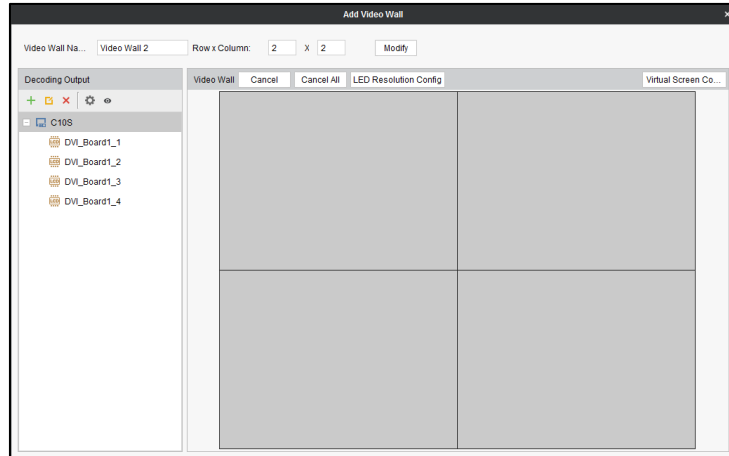 Add Video Wall
Video Wall Na... Video Wall 2 Row x Column: 2 X 2 Modify
Decoding Output
Video Wall Cancel Cancel All LED Resolution Config Virtual Screen Co...
C10S
DVI_Board1_1
DVI_Board1_2
DVI_Board1_3
DVI_Board1_4